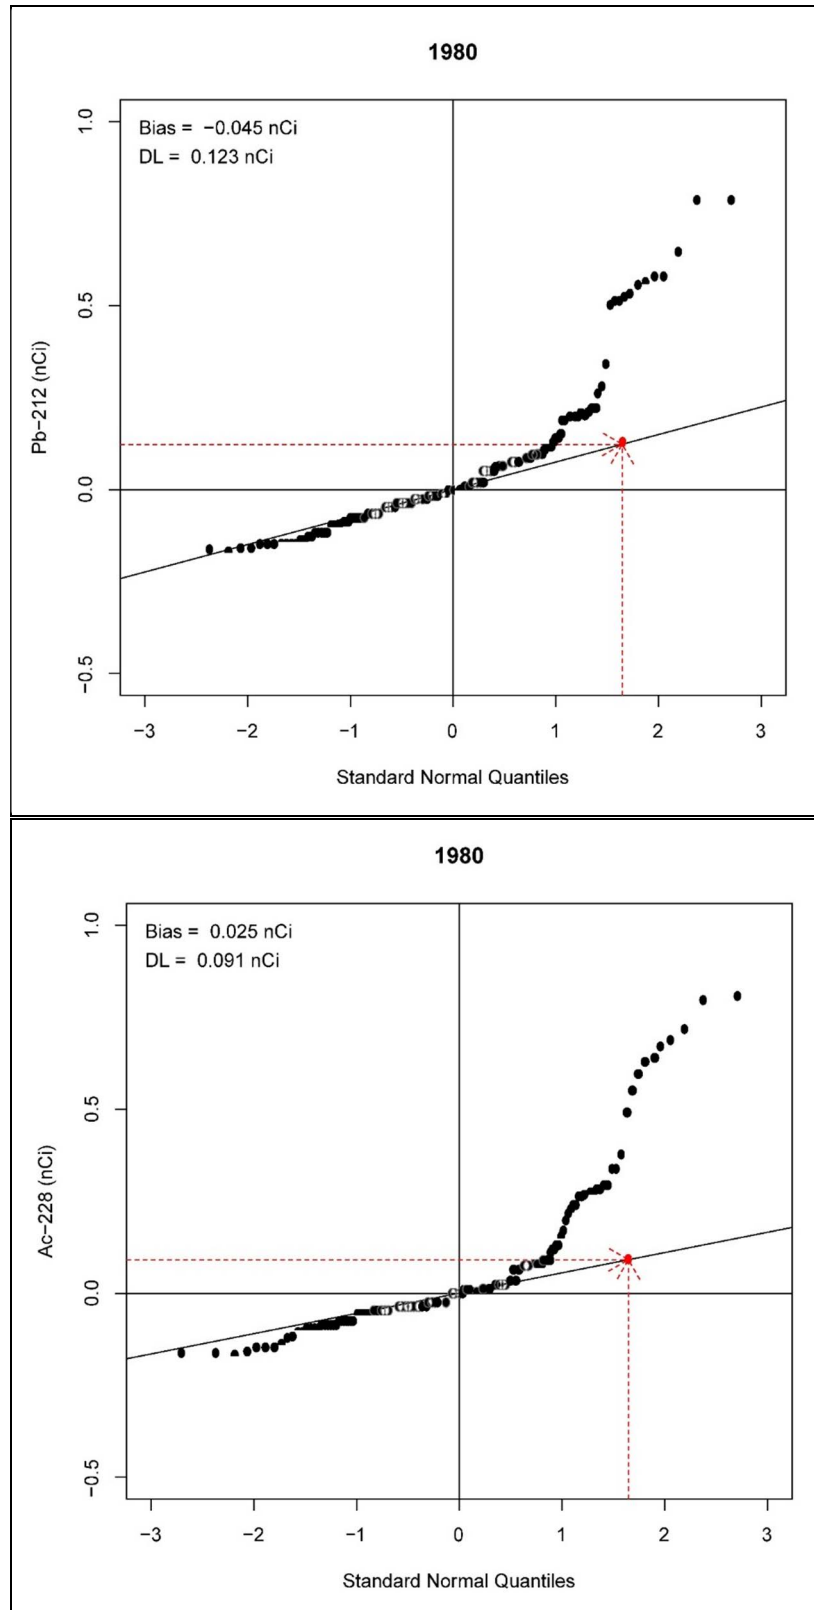 1980
Bias = −0.045 nCi
DL = 0.123 nCi
1.0
0.5
0.0
−0.5
Pb−212 (nCi)
−3 −2 −1 0 1 2 3
Standard Normal Quantiles
1980
Bias = 0.025 nCi
DL = 0.091 nCi
1.0
0.5
0.0
−0.5
Ac−228 (nCi)
−3 −2 −1 0 1 2 3
Standard Normal Quantiles